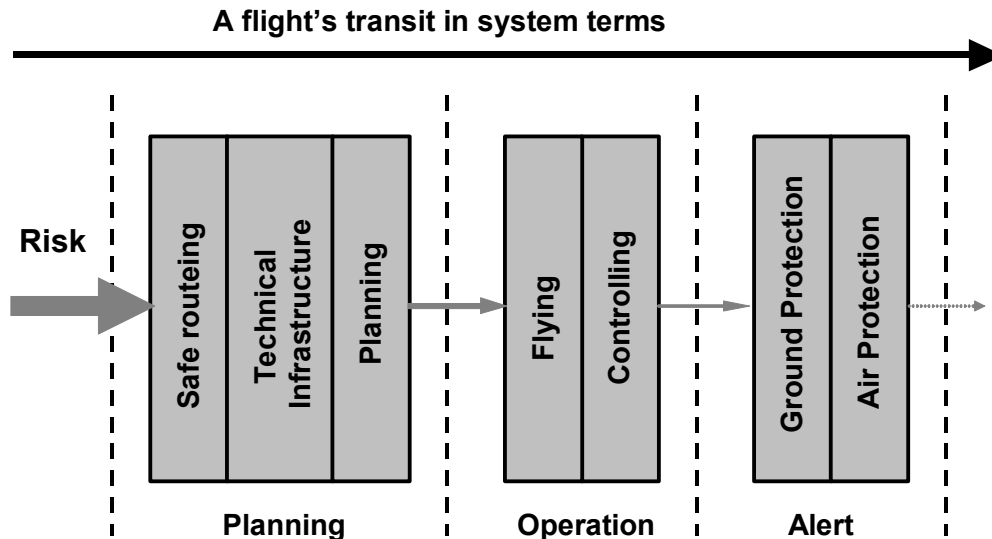 A flight's transit in system terms
Risk
Safe routeing
Technical
Infrastructure
Planning
Flying
Controlling
Ground Protection
Air Protection
Planning
Operation
Alert